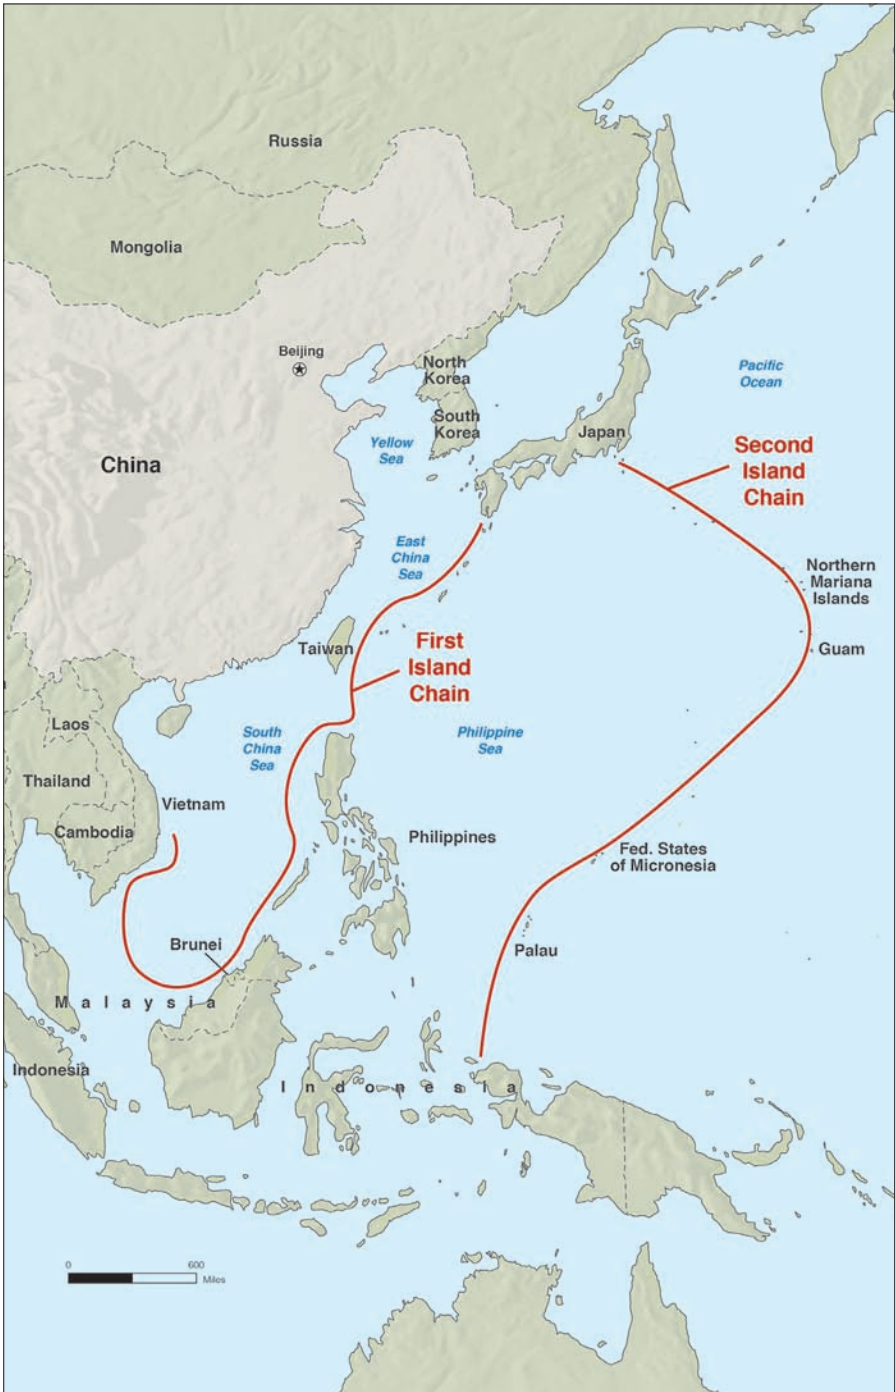 Russia
Mongolia
Beijing
North
Korea
Pacific
Ocean
South
Korea
Japan
Yellow
Sea
Second
Island
Chain
China
East
China
Sea
Northern
Mariana
Islands
Taiwan
First
Island
Chain
Guam
Laos
South
China
Sea
Philippine
Sea
Thailand
Vietnam
Cambodia
Philippines
Fed. States
of Micronesia
Brunei
Palau
Malaysia
Indonesia
Indonesia
0 600
Miles